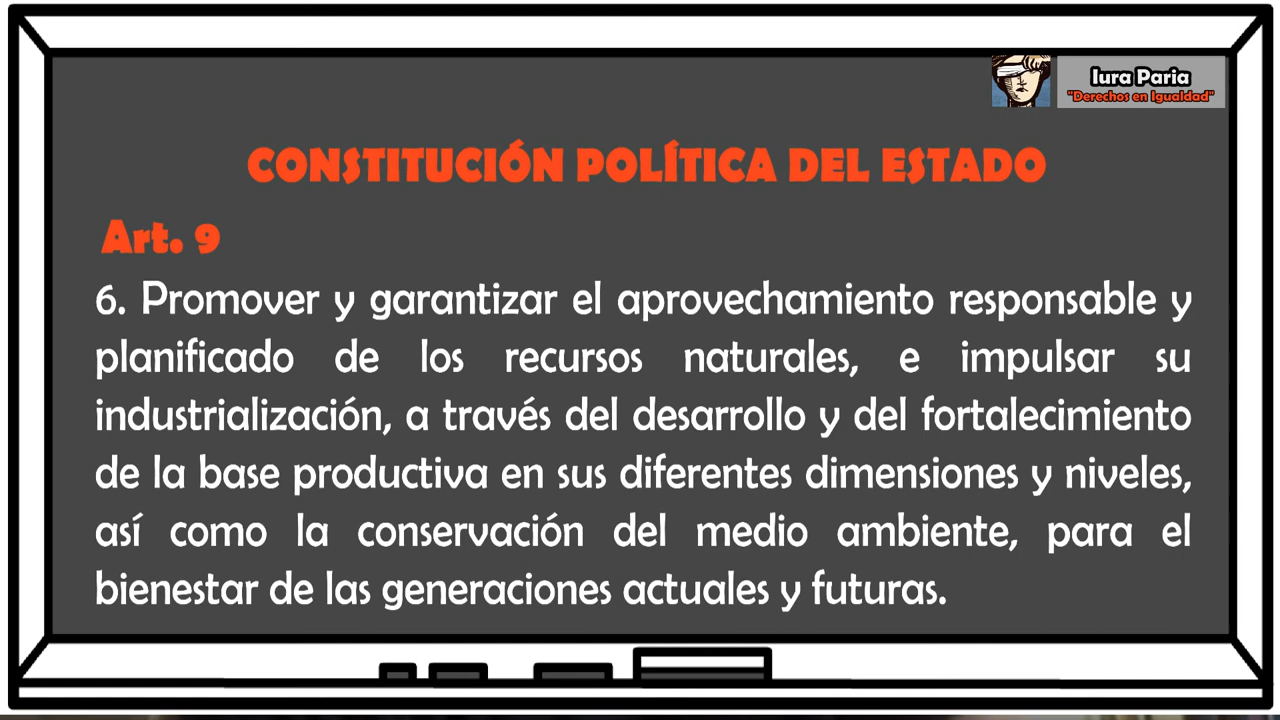 Iura Paria
"Derechos en Igualdad"
CONSTITUCIÓN POLÍTICA DEL ESTADO
Art. 9
6. Promover y garantizar el aprovechamiento responsable y
planificado de los recursos naturales, e impulsar su
industrialización, a través del desarrollo y del fortalecimiento
de la base productiva en sus diferentes dimensiones y niveles,
así como la conservación del medio ambiente, para el
bienestar de las generaciones actuales y futuras.